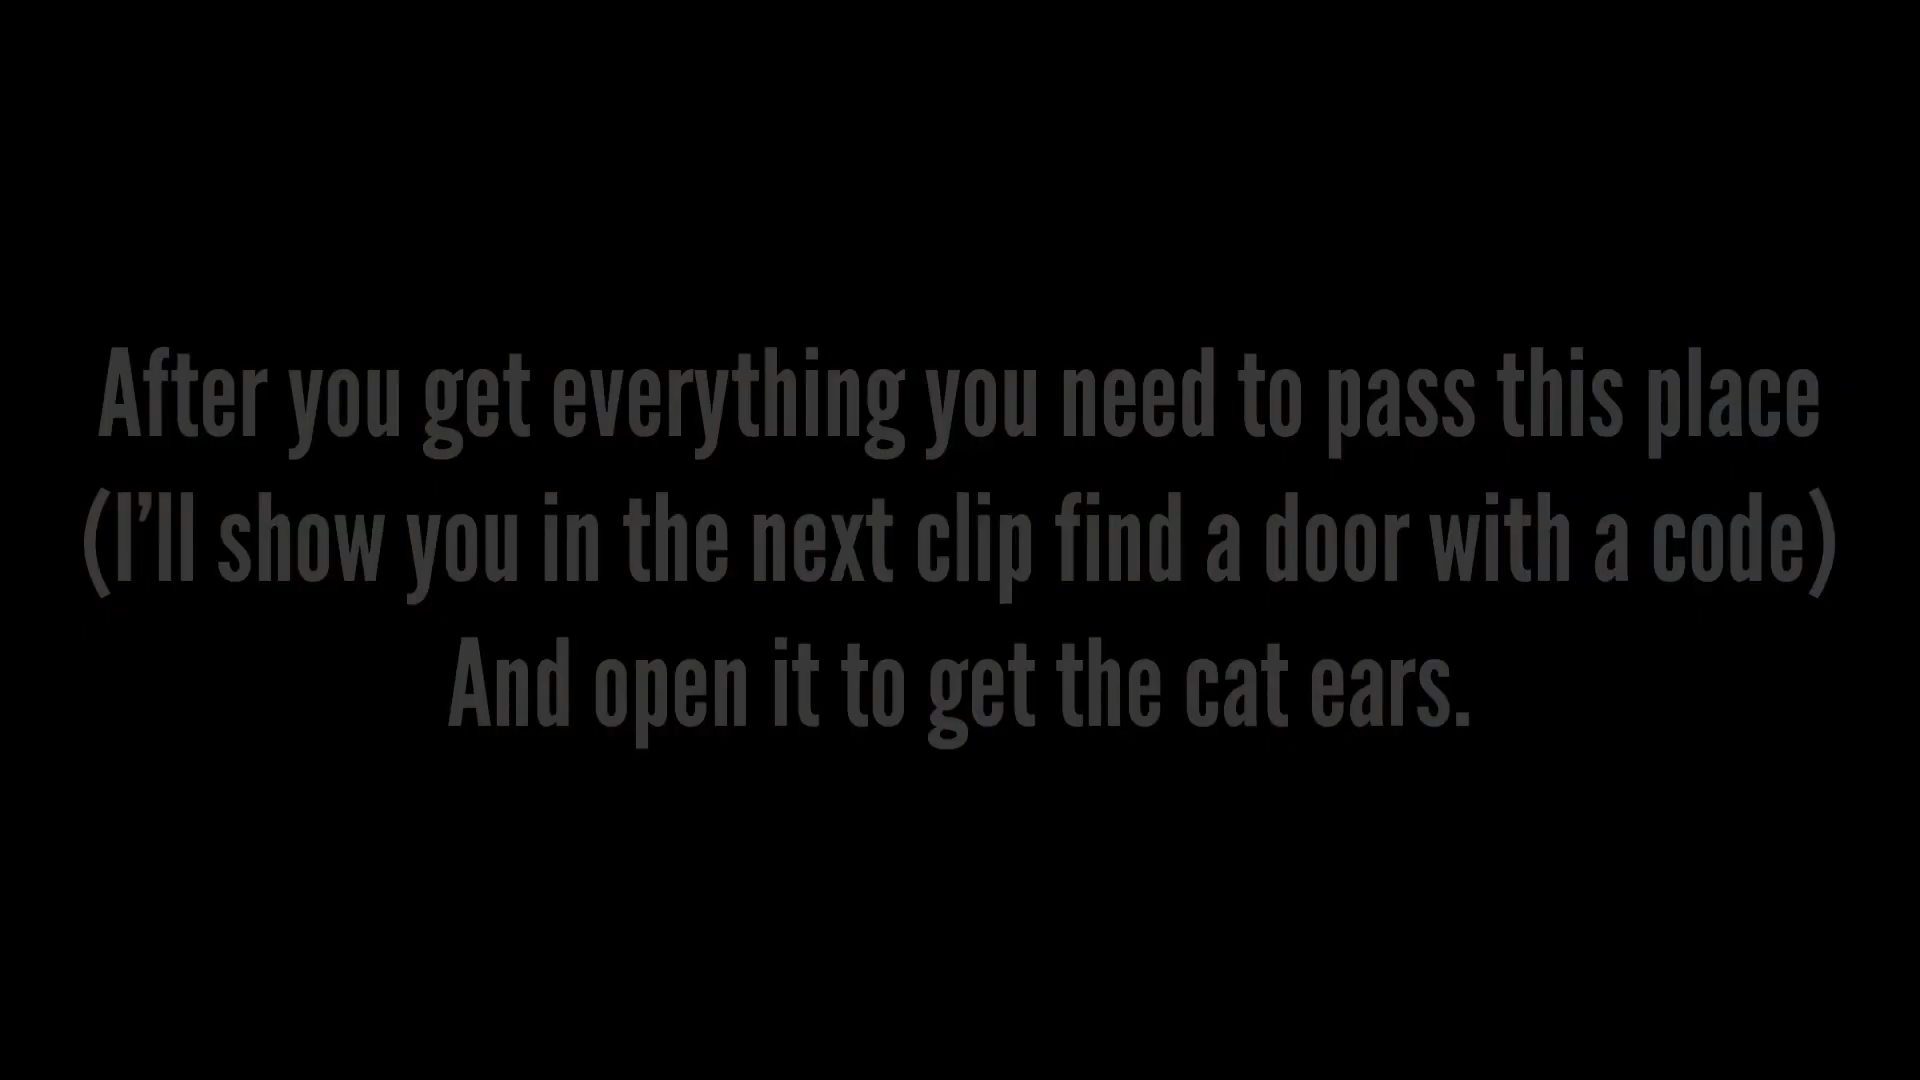 After you get everything you need to pass this place
(I’ll show you in the next clip find a door with a code)
And open it to get the cat ears.